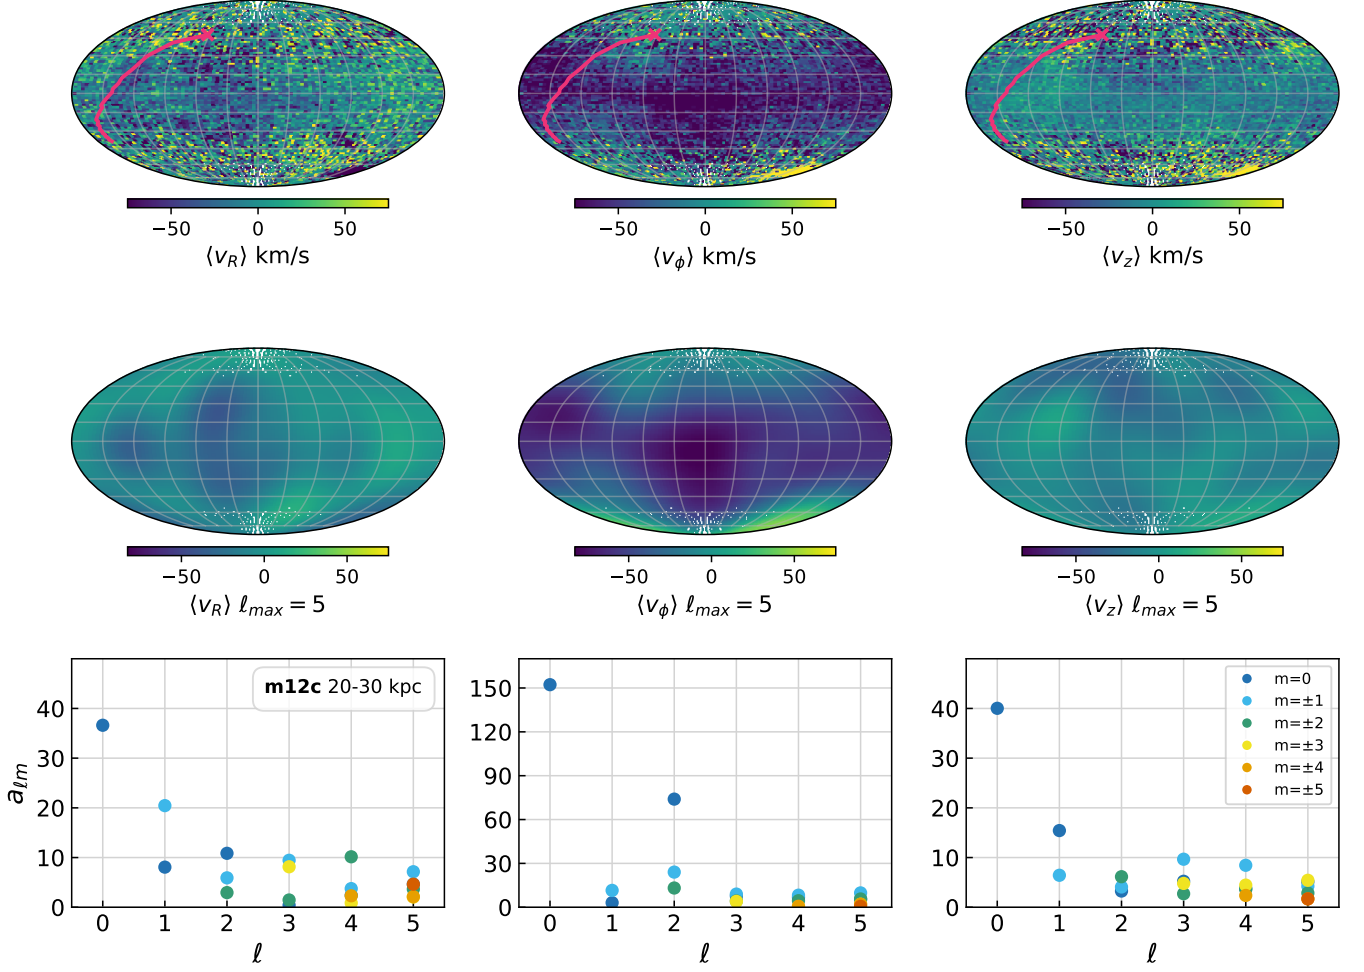 −50 0 50 −50 0 50 −50 0 50
⟨v_R⟩ km/s ⟨v_ϕ⟩ km/s ⟨v_z⟩ km/s
−50 0 50 −50 0 50 −50 0 50
⟨v_R⟩ ℓ_max = 5 ⟨v_ϕ⟩ ℓ_max = 5 ⟨v_z⟩ ℓ_max = 5
a_ℓm
40
30
20
10
0
m12c 20-30 kpc
0 1 2 3 4 5
ℓ
150
120
90
60
30
0
0 1 2 3 4 5
ℓ
40
30
20
10
0
m=0
m=±1
m=±2
m=±3
m=±4
m=±5
0 1 2 3 4 5
ℓ